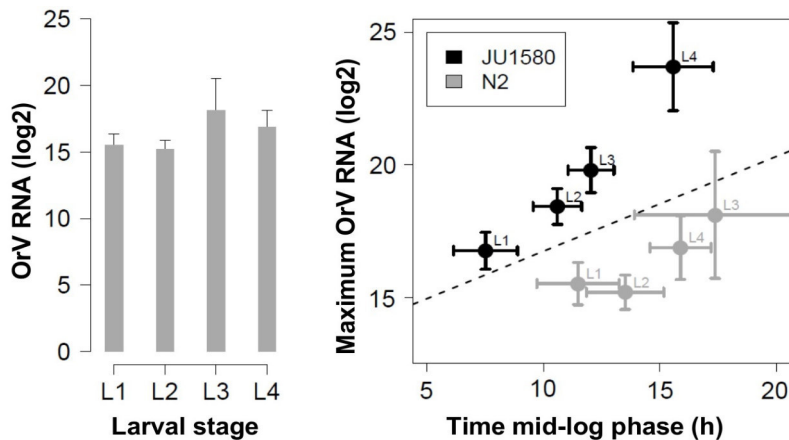 OrV RNA (log2)
25
20
15
10
5
0
L1 L2 L3 L4
Larval stage
Maximum OrV RNA (log2)
25
20
15
JU1580
N2
L4
L3
L2
L1
L3
L4
L1
L2
5 10 15 20
Time mid-log phase (h)